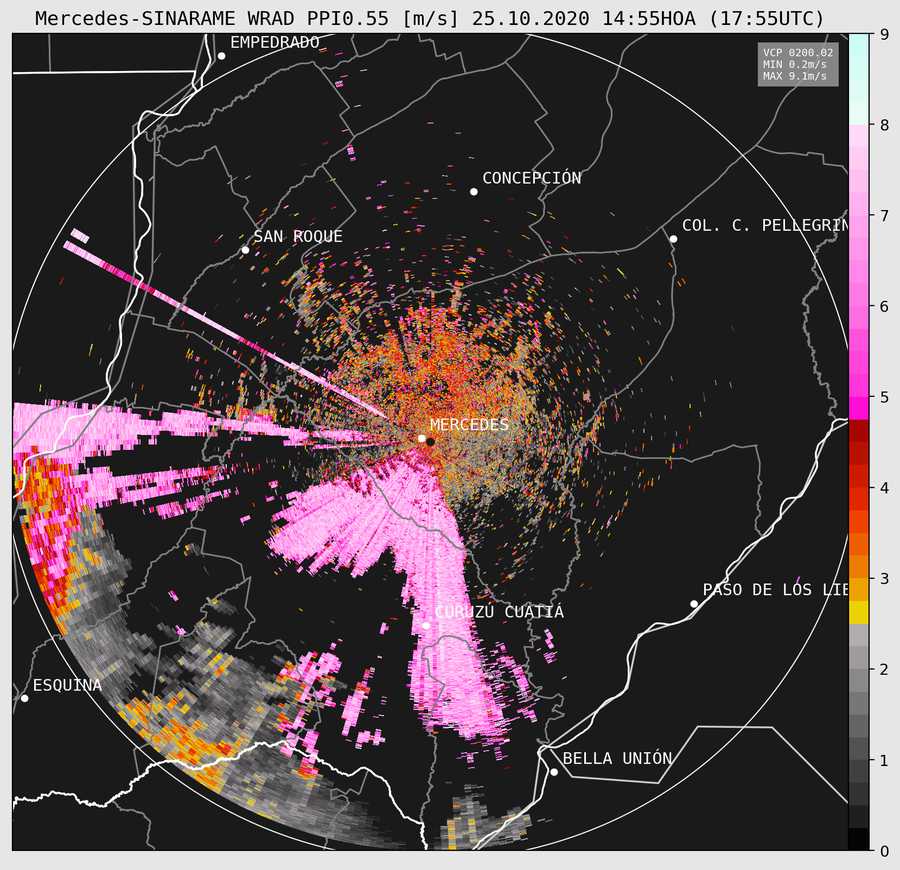 Mercedes-SINARAME WRAD PPI0.55 [m/s] 25.10.2020 14:55HOA (17:55UTC)
EMPEDRADO
VCP 0200.02
MIN 0.2m/s
MAX 9.1m/s
CONCEPCIÓN
COL. C. PELLEGRIN
SAN ROQUE
MERCEDES
PASO DE LOS LIE
CURUZÚ CUATIÁ
ESQUINA
BELLA UNIÓN
9
8
7
6
5
4
3
2
1
0